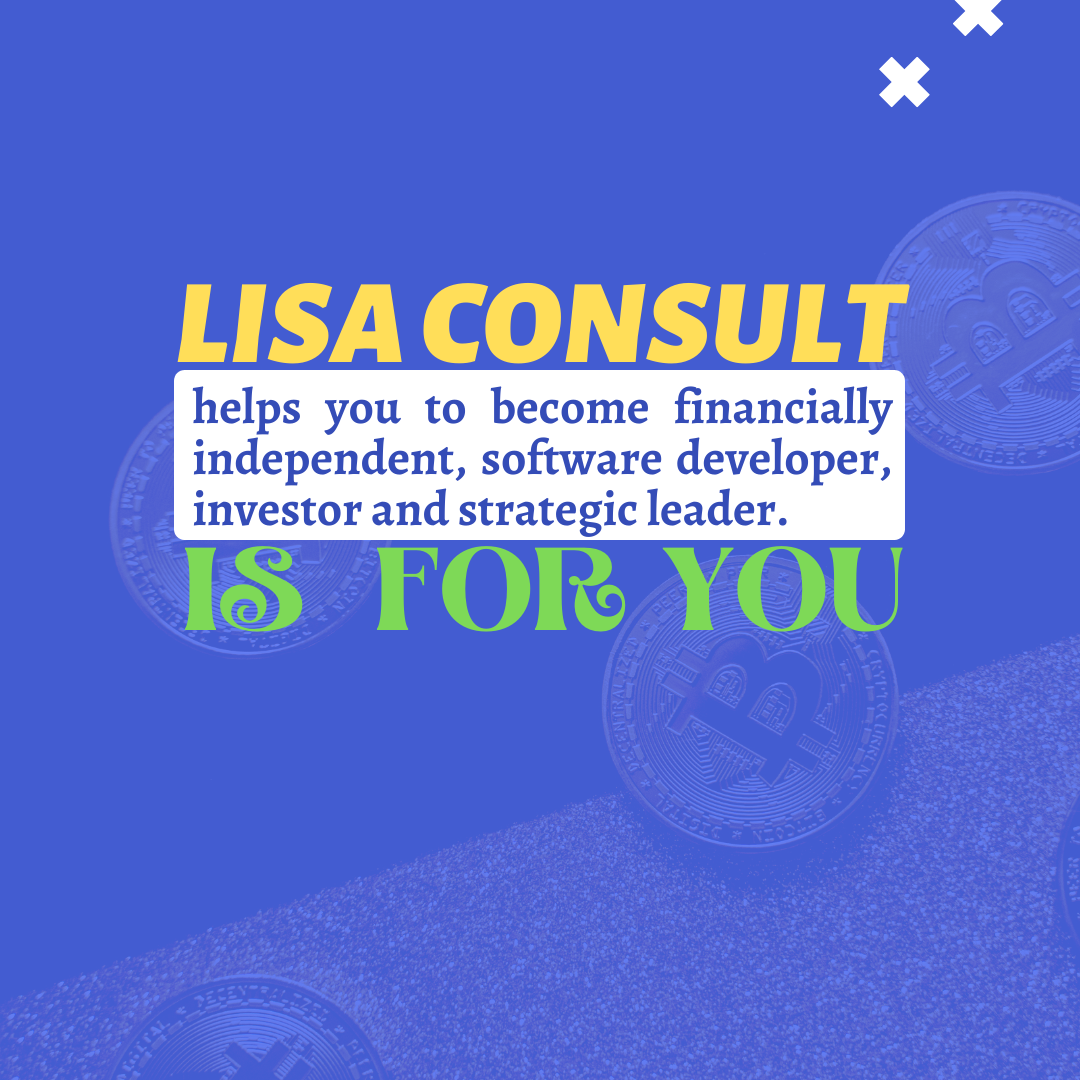 LISA CONSULT
helps you to become financially
independent, software developer,
investor and strategic leader.
IS FOR YOU